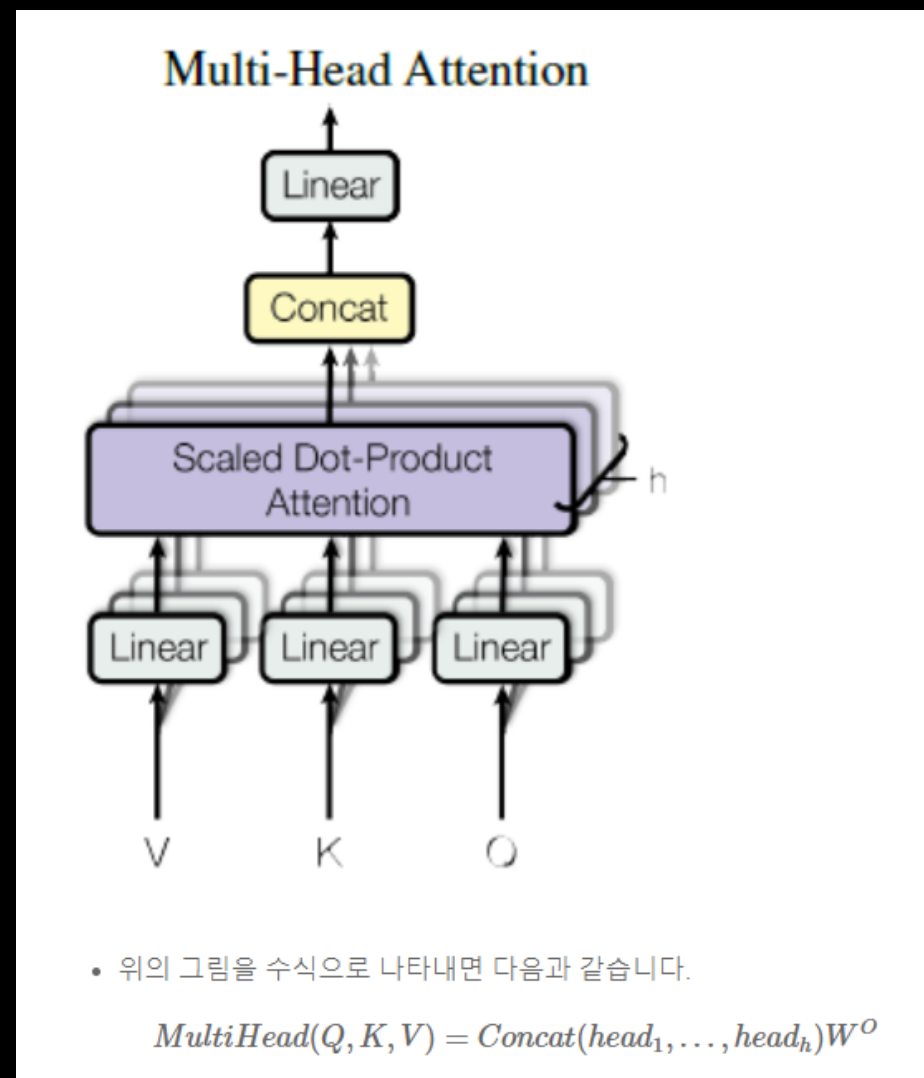 Multi-Head Attention
Linear
Concat
Scaled Dot-Product
Attention
h
Linear Linear Linear
V K Q
• 위의 그림을 수식으로 나타내면 다음과 같습니다.
MultiHead(Q, K, V) = Concat(head₁, . . . , headₕ)Wᴼ